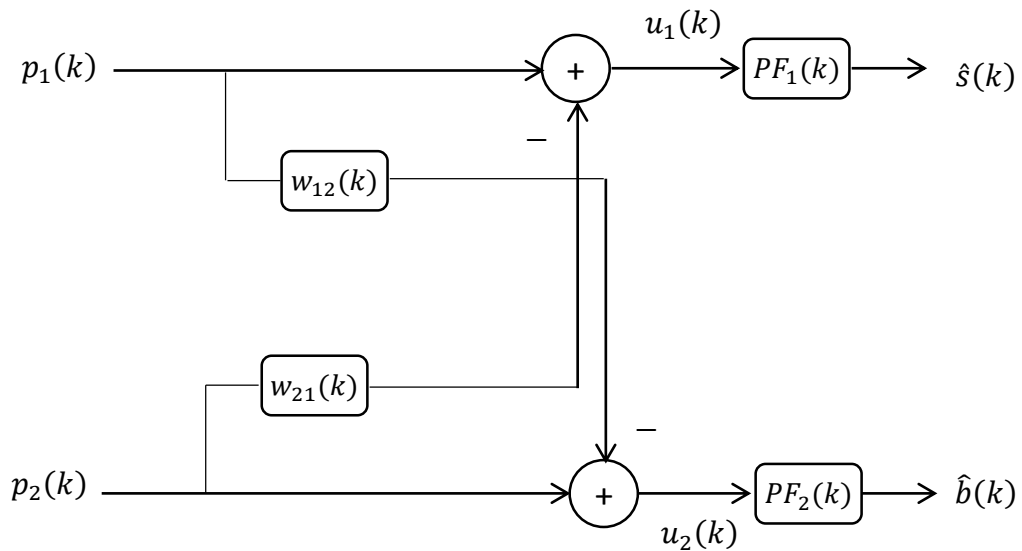 u₁(k)
p₁(k) + PF₁(k) ŝ(k)
−
w₁₂(k)
w₂₁(k)
−
p₂(k) + PF₂(k) b̂(k)
u₂(k)